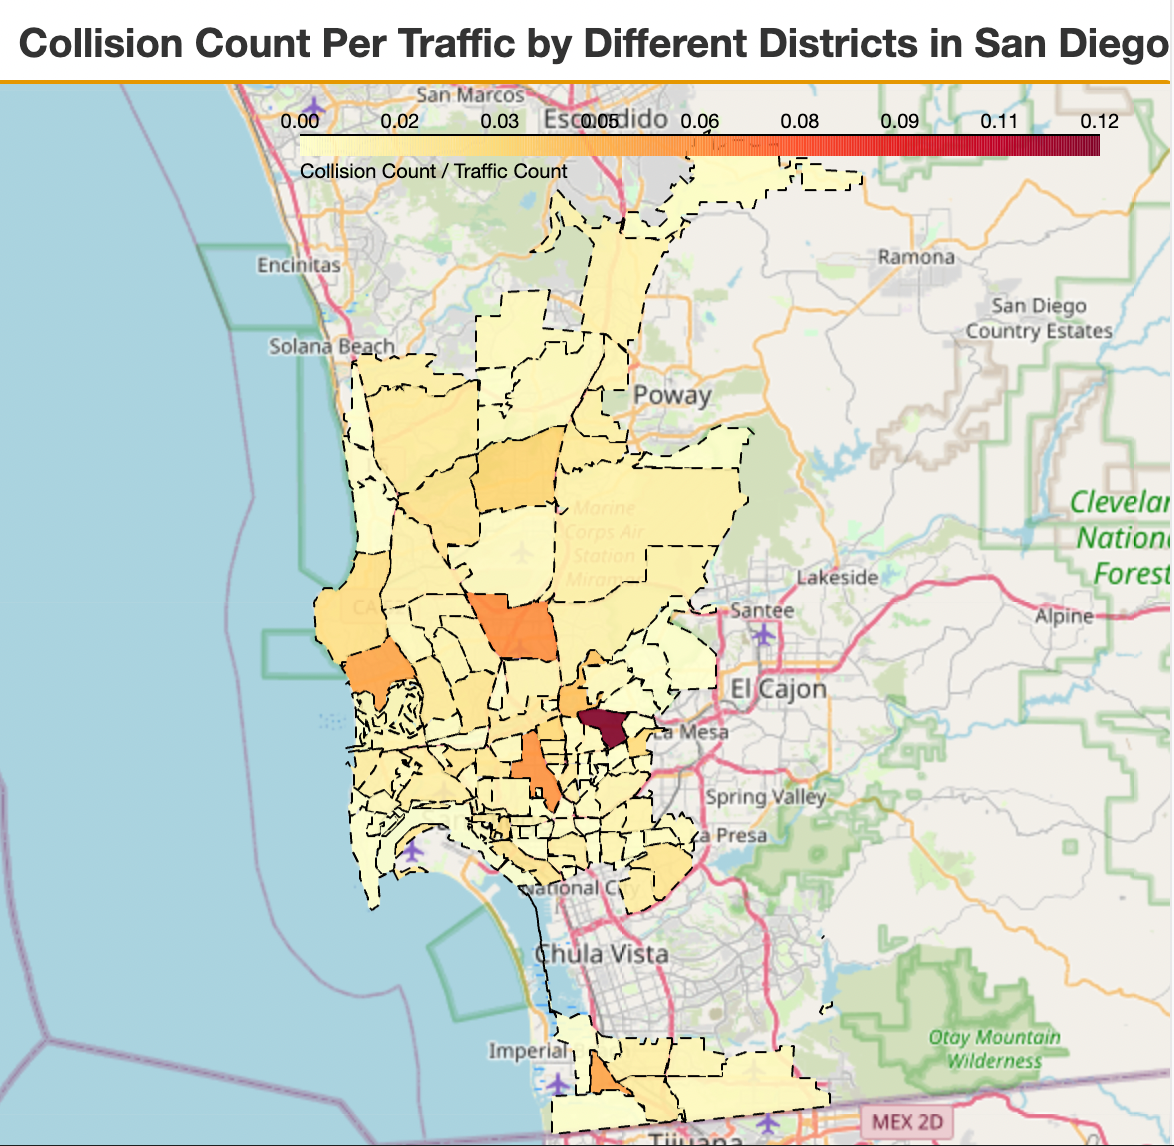 Collision Count Per Traffic by Different Districts in San Diego
San Marcos
Escondido
0.00 0.02 0.03 0.05 0.06 0.08 0.09 0.11 0.12
Collision Count / Traffic Count
Encinitas
Ramona
San Diego
Country Estates
Solana Beach
Poway
Marine
Corps Air
Station
Miramar
Clevelan
Nation
Forest
Lakeside
CA
Santee
Alpine
El Cajon
La Mesa
Spring Valley
San
a Presa
National City
Chula Vista
Imperial
Otay Mountain
Wilderness
MEX 2D
Tijuana